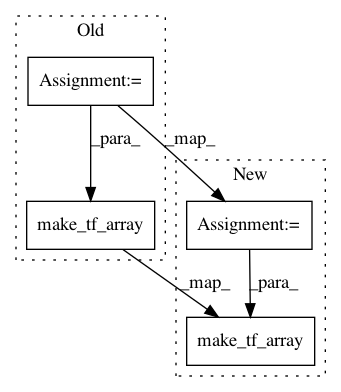 Old
Assignment:=
_para_
_map_
New
make_tf_array
Assignment:=
_map_
_para_
make_tf_array